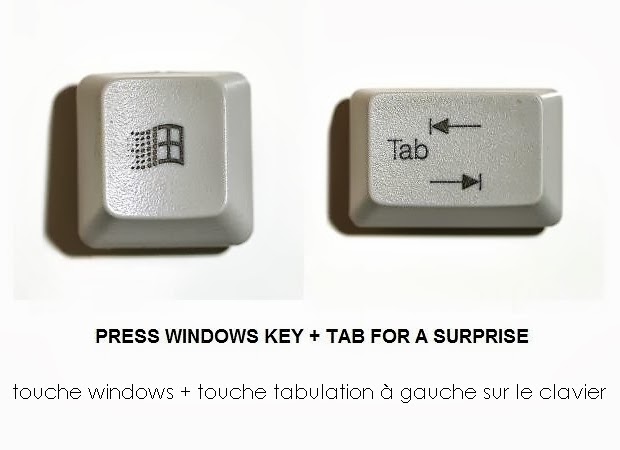 Tab
PRESS WINDOWS KEY + TAB FOR A SURPRISE
touche windows + touche tabulation à gauche sur le clavier